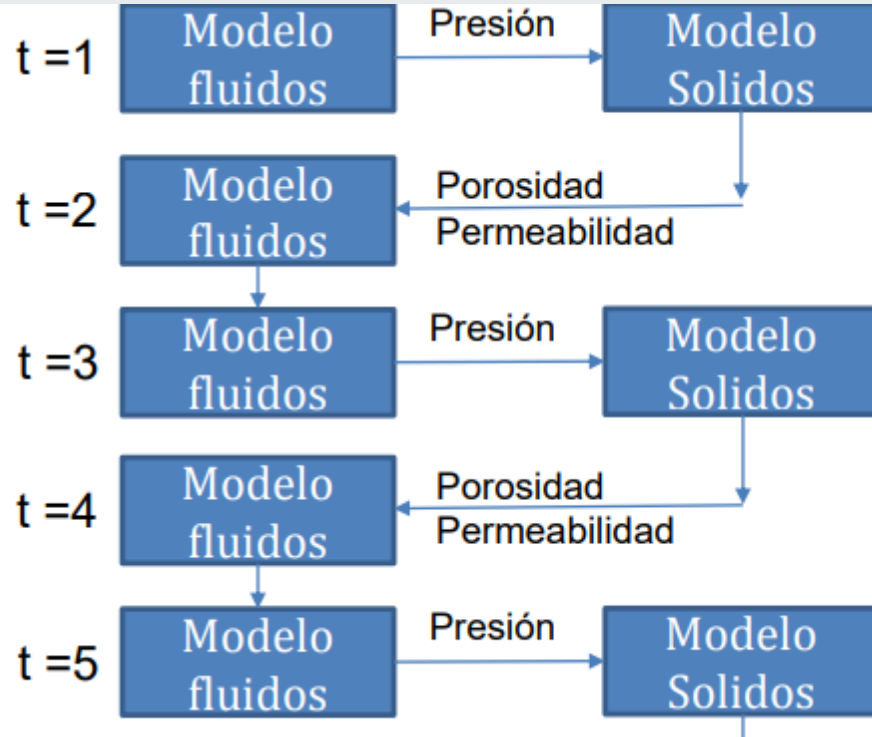 t =1
Modelo
fluidos
Presión
Modelo
Solidos
t =2
Modelo
fluidos
Porosidad
Permeabilidad
t =3
Modelo
fluidos
Presión
Modelo
Solidos
t =4
Modelo
fluidos
Porosidad
Permeabilidad
t =5
Modelo
fluidos
Presión
Modelo
Solidos